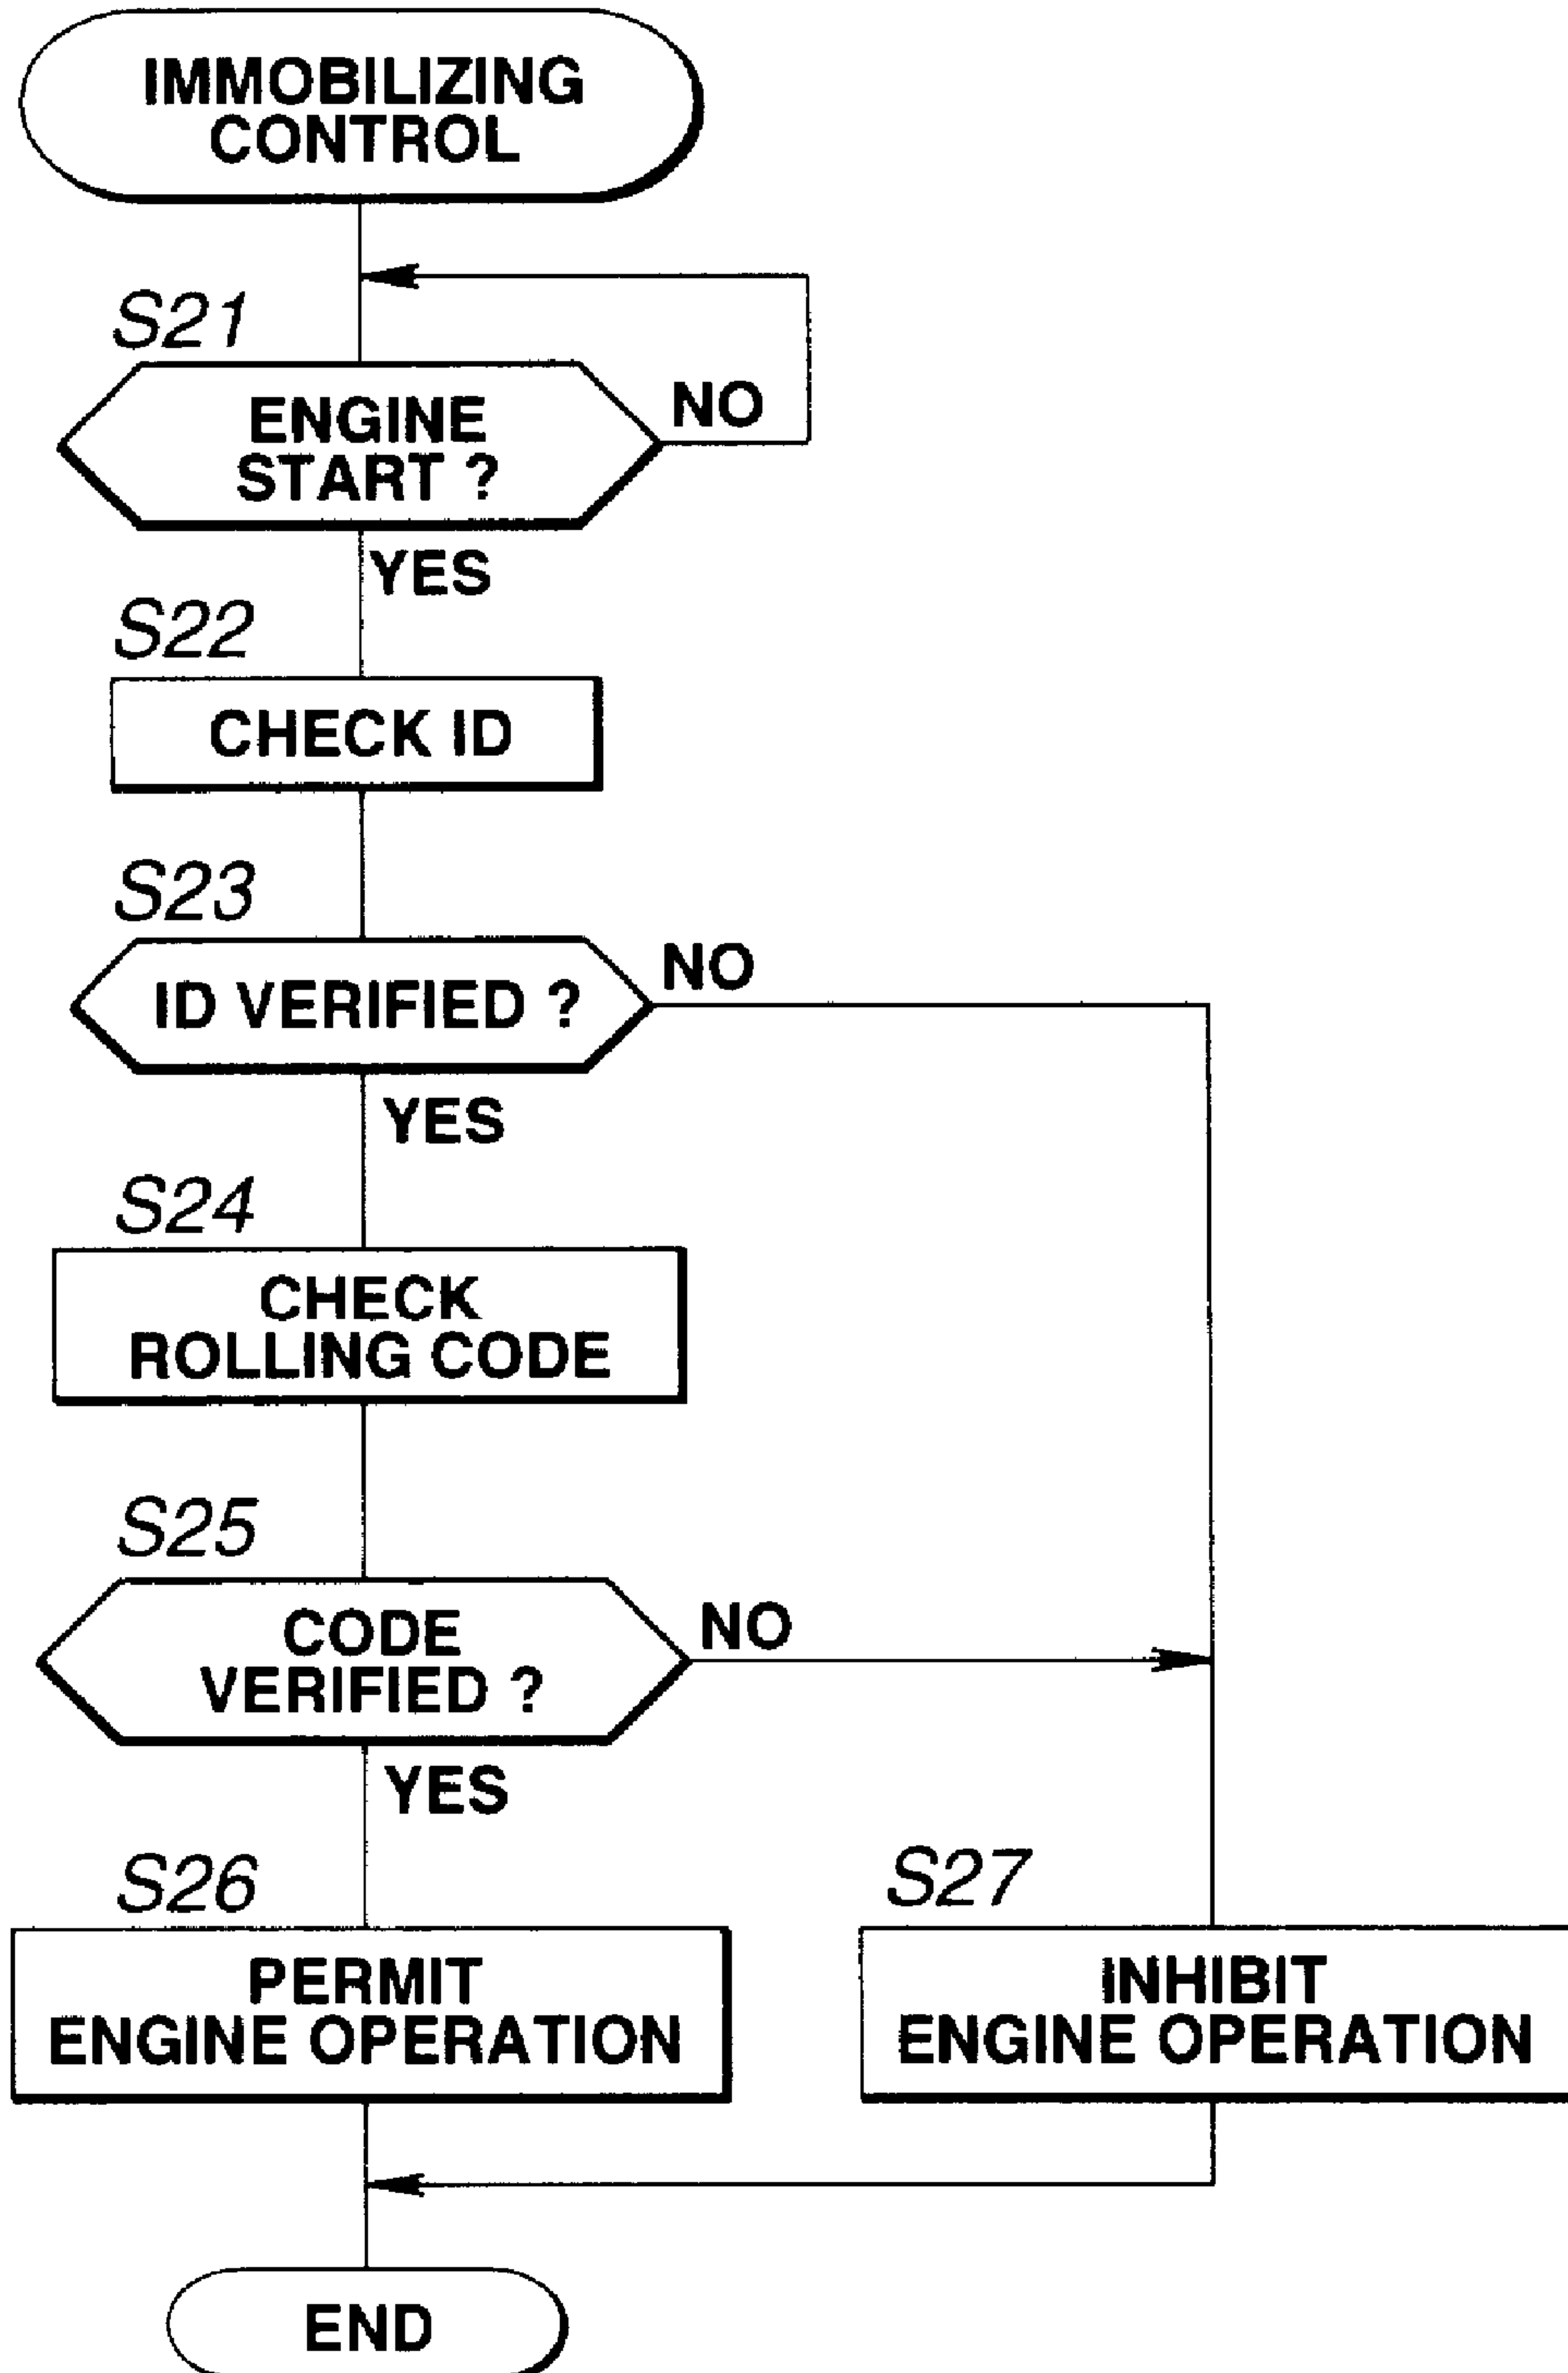 IMMOBILIZING
CONTROL
S21
ENGINE
START ?
NO
YES
S22
CHECK ID
S23
ID VERIFIED ?
NO
YES
S24
CHECK
ROLLING CODE
S25
CODE
VERIFIED ?
NO
YES
S26
PERMIT
ENGINE OPERATION
S27
INHIBIT
ENGINE OPERATION
END